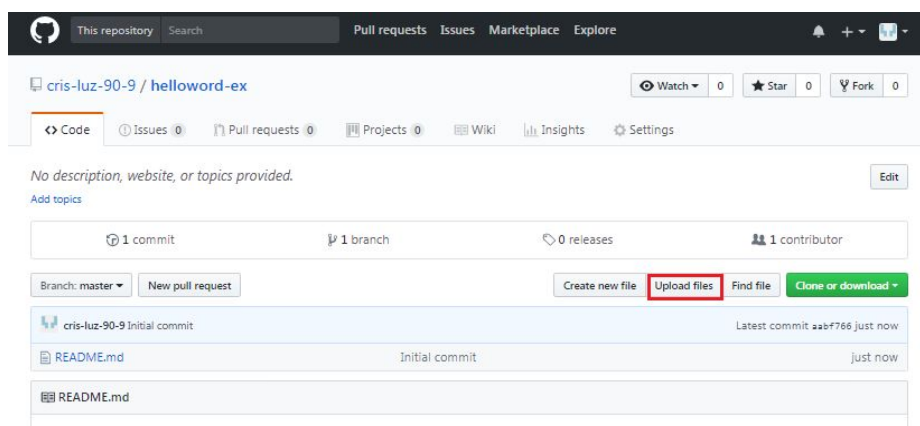 This repository Search Pull requests Issues Marketplace Explore
cris-luz-90-9 / helloword-ex Watch 0 Star 0 Fork 0
Code Issues 0 Pull requests 0 Projects 0 Wiki Insights Settings
No description, website, or topics provided. Edit
Add topics
1 commit 1 branch 0 releases 1 contributor
Branch: master New pull request Create new file Upload files Find file Clone or download
cris-luz-90-9 Initial commit Latest commit aabf766 just now
README.md Initial commit just now
README.md